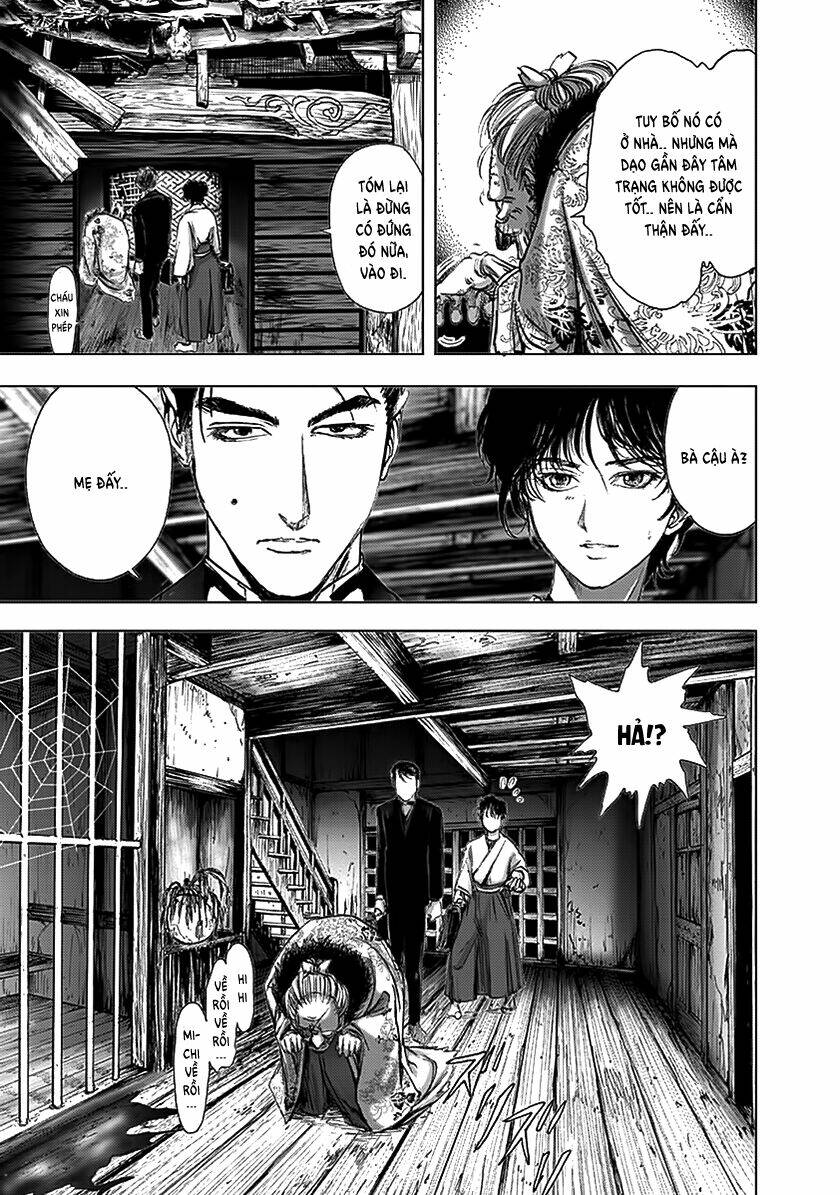 TUY BỐ NÓ CÓ
Ở NHÀ.. NHƯNG MÀ
DẠO GẦN ĐÂY TÂM
TRẠNG KHÔNG ĐƯỢC
TỐT.. NÊN LÀ CẨN
THẬN ĐẤY..
TÓM LẠI
LÀ ĐỪNG
CÓ ĐỨNG
ĐÓ NỮA,
VÀO ĐI.
CHÁU
XIN
PHÉP
BÀ CẬU À?
MẸ ĐẤY..
HẢ!?
HI
HI
VỀ
RỒI
VỀ
RỒI
...
MI-
CHI
VỀ
RỒI
...